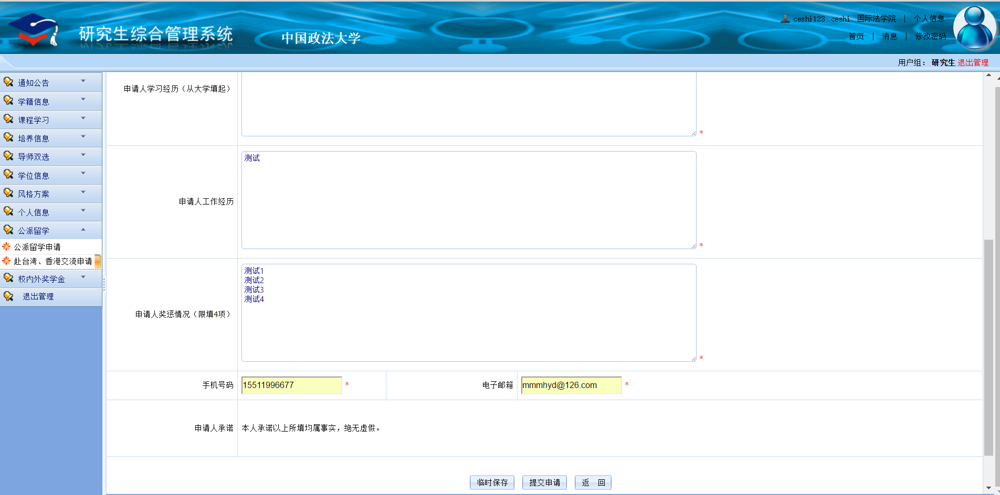 研究生综合管理系统
中国政法大学
ceshi123 ceshi 国际法学院 | 个人信息
首页 | 消息 | 修改密码
用户组： 研究生 退出管理
通知公告
学籍信息
课程学习
培养信息
导师双选
学位信息
风格方案
个人信息
公派留学
公派留学申请
赴台湾、香港交流申请
校内外奖学金
退出管理
申请人学习经历（从大学填起）
*
申请人工作经历
测试
*
申请人奖惩情况（限填4项）
测试1
测试2
测试3
测试4
*
手机号码 15511996677 * 电子邮箱 mmmhyd@126.com *
申请人承诺 本人承诺以上所填均属事实，绝无虚假。
临时保存 提交申请 返 回